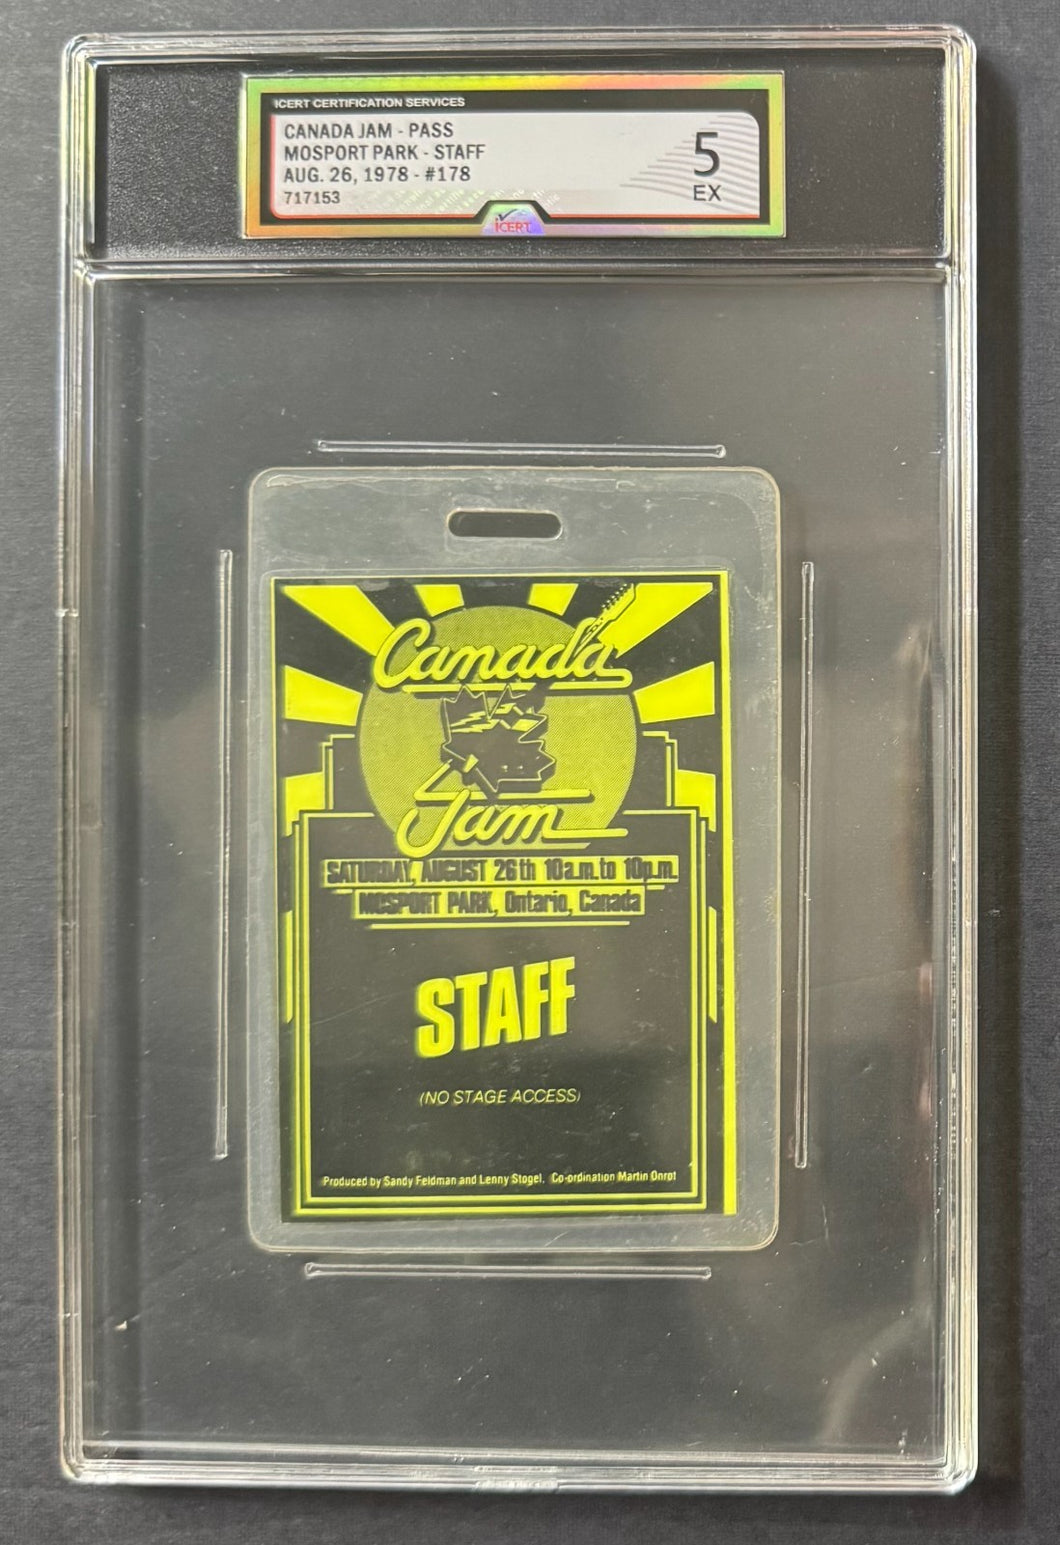 ICERT CERTIFICATION SERVICES
CANADA JAM - PASS
MOSPORT PARK - STAFF
AUG. 26, 1978 - #178
717153
5
EX
ICERT
Canada
Jam
SATURDAY, AUGUST 26th 10a.m. to 10p.m.
MOSPORT PARK, Ontario, Canada
STAFF
(NO STAGE ACCESS)
Produced by Sandy Feldman and Lenny Stogel. Co-ordination Martin Onrot